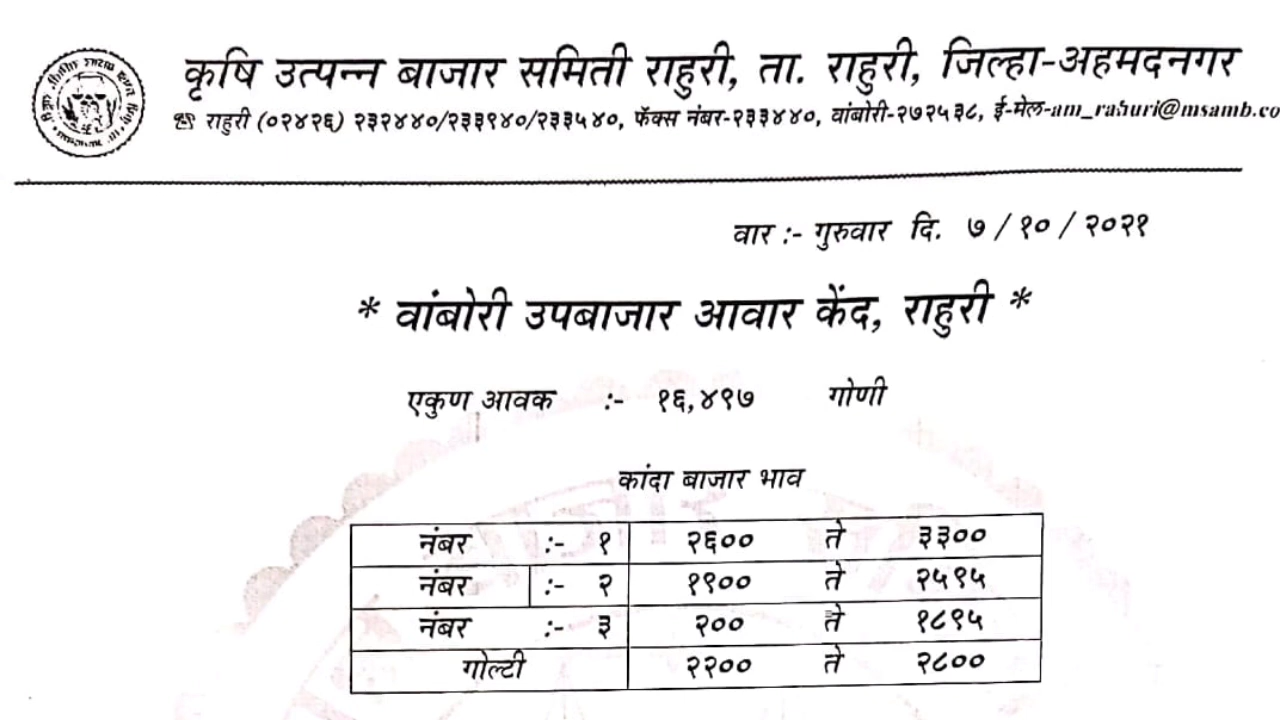 कृषि उत्पन्न बाजार समिती राहुरी, ता. राहुरी, जिल्हा-अहमदनगर
☏ राहुरी (०२४२६) २३२४४०/२३३९४०/२३३५४०, फॅक्स नंबर-२३३४४०, वांबोरी-२७२५३८, ई-मेल-am_rahuri@msamb.co
वार :- गुरुवार दि. ७ / १० / २०२१
* वांबोरी उपबाजार आवार केंद, राहुरी *
एकुण आवक :- १६,४९७ गोणी
कांदा बाजार भाव
नंबर :- १ २६०० ते ३३००
नंबर :- २ १९०० ते २५९५
नंबर :- ३ २०० ते १८९५
गोल्टी २२०० ते २८००